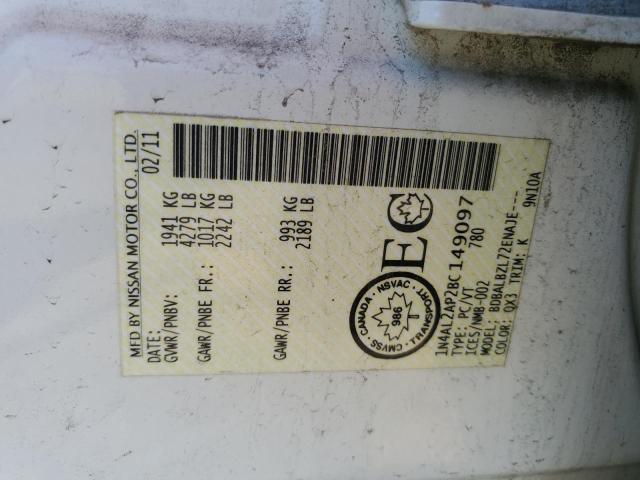 MFD BY NISSAN MOTOR CO., LTD.
DATE: 02/11
GVWR/PNBV: 1941 KG
4279 LB
GAWR/PNBE FR.: 1017 KG
2242 LB
GAWR/PNBE RR.: 993 KG
2189 LB
CANADA · NSVAC · TRANSPORT · CMVSS
986 T
EC
1N4AL2AP2BC149097
TYPE: PC/VT 780
ICES/NMB-002
MODEL: BDBALBZL72ENAJE---
COLOR: QX3 TRIM: K 9N10A